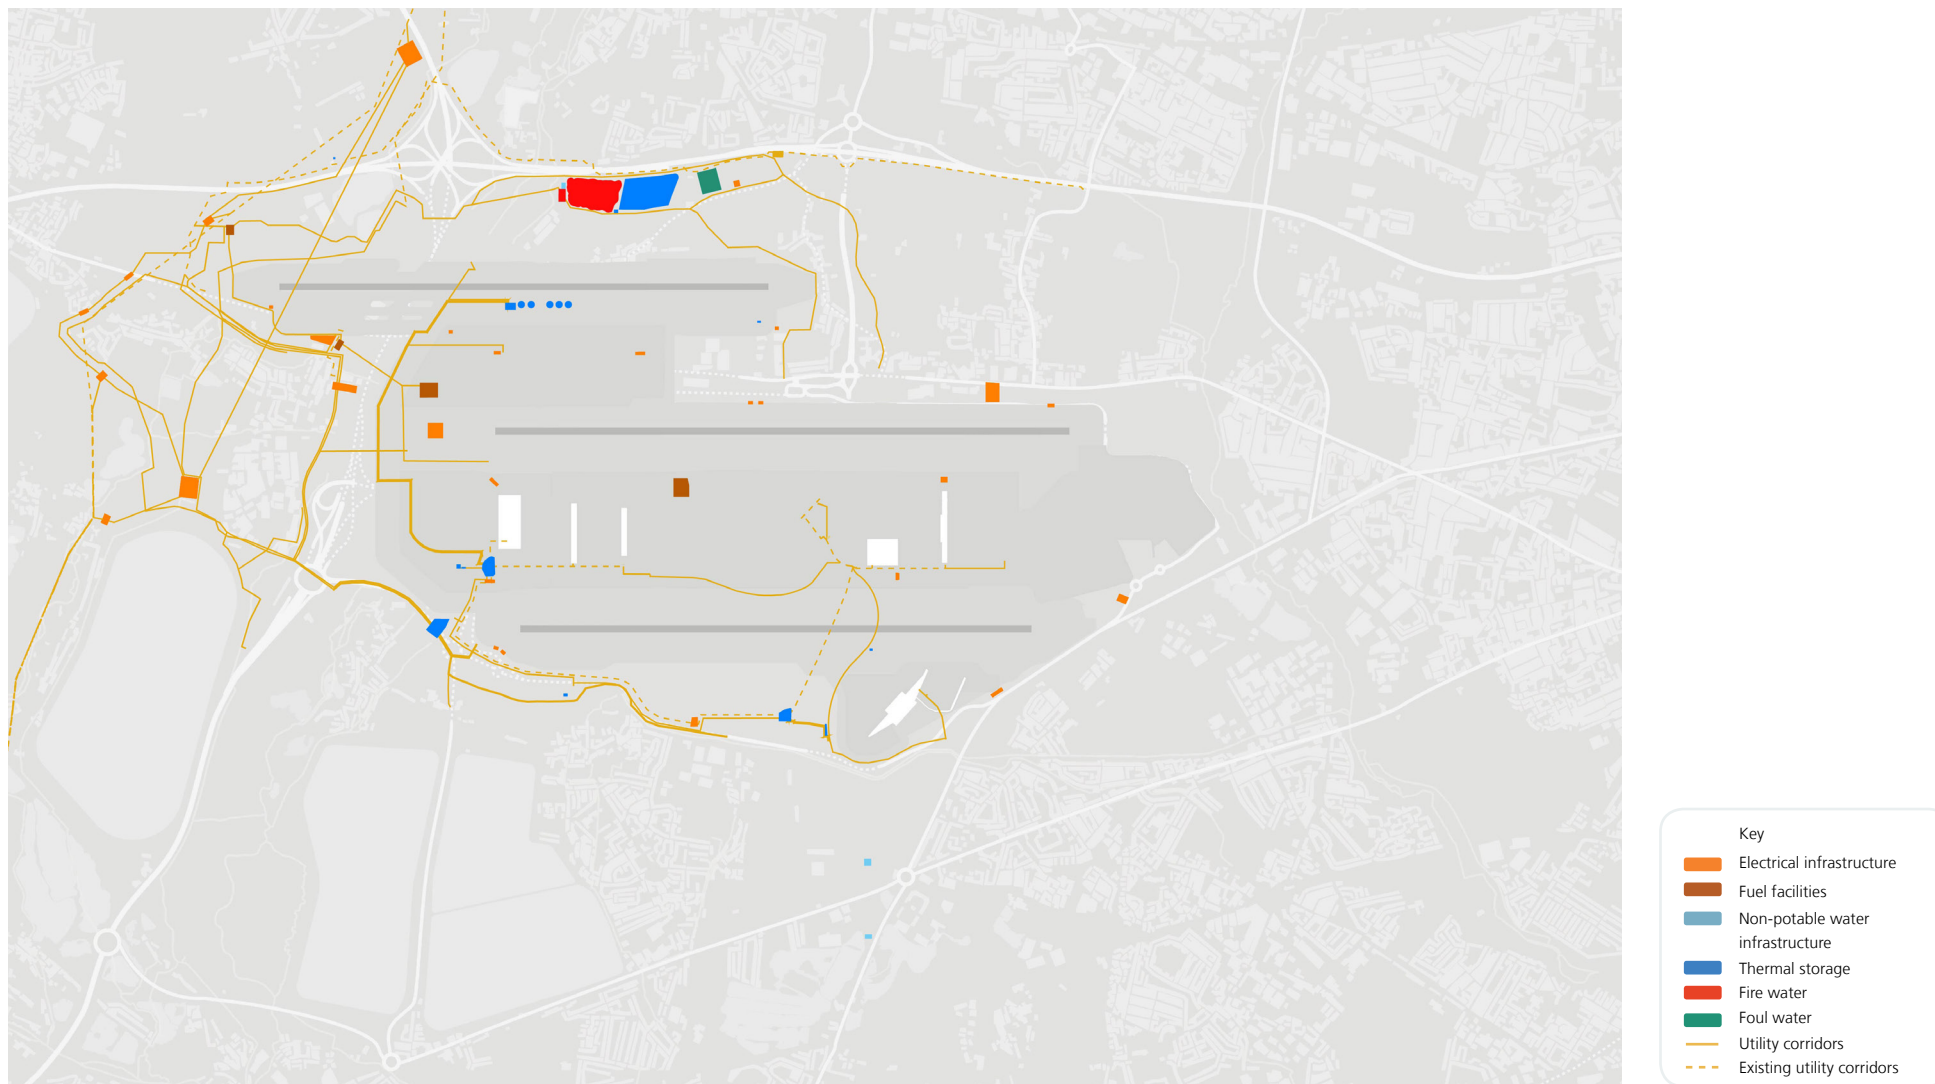 Key
Electrical infrastructure
Fuel facilities
Non-potable water
infrastructure
Thermal storage
Fire water
Foul water
Utility corridors
Existing utility corridors